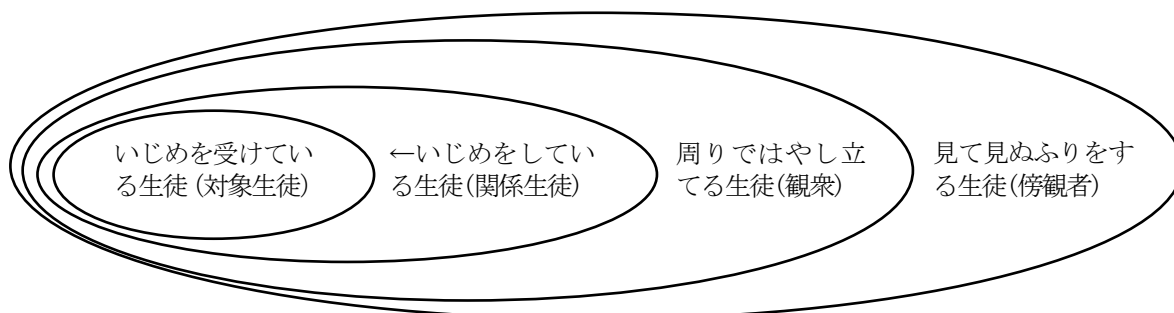 いじめを受けてい
る生徒(対象生徒)
←いじめをしてい
る生徒(関係生徒)
周りではやし立
てる生徒(観衆)
見て見ぬふりをす
る生徒(傍観者)